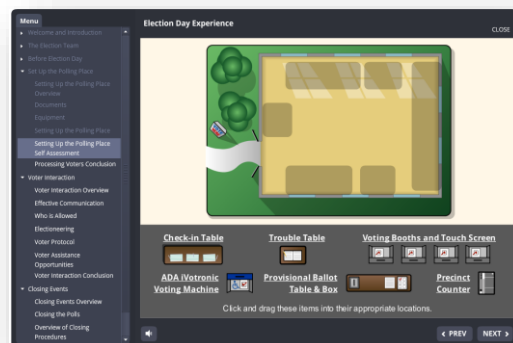 Menu
Election Day Experience
CLOSE
Welcome and Introduction
The Election Team
Before Election Day
Set Up the Polling Place
Setting Up the Polling Place
Overview
Documents
Equipment
Setting Up the Polling Place
Setting Up the Polling Place
Self Assessment
Processing Voters Conclusion
Voter Interaction
Voter Interaction Overview
Effective Communication
Who Is Allowed
Electioneering
Voter Protocol
Voter Assistance
Opportunities
Voter Interaction Conclusion
Closing Events
Closing Events Overview
Closing the Polls
Overview of Closing
Procedures
Check-in Table
Trouble Table
Voting Booths and Touch Screen
ADA iVotronic
Voting Machine
Provisional Ballot
Table & Box
Precinct
Counter
Click and drag these items into their appropriate locations.
PREV
NEXT